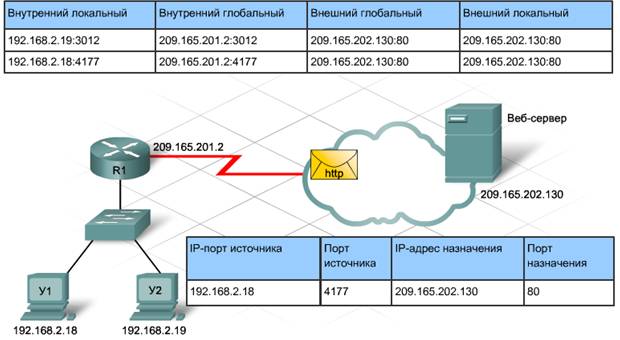 Внутренний локальный Внутренний глобальный Внешний глобальный Внешний локальный
192.168.2.19:3012 209.165.201.2:3012 209.165.202.130:80 209.165.202.130:80
192.168.2.18:4177 209.165.201.2:4177 209.165.202.130:80 209.165.202.130:80
Веб-сервер
209.165.201.2
R1
http
209.165.202.130
IP-порт источника Порт источника IP-адрес назначения Порт назначения
192.168.2.18 4177 209.165.202.130 80
У1 У2
192.168.2.18 192.168.2.19